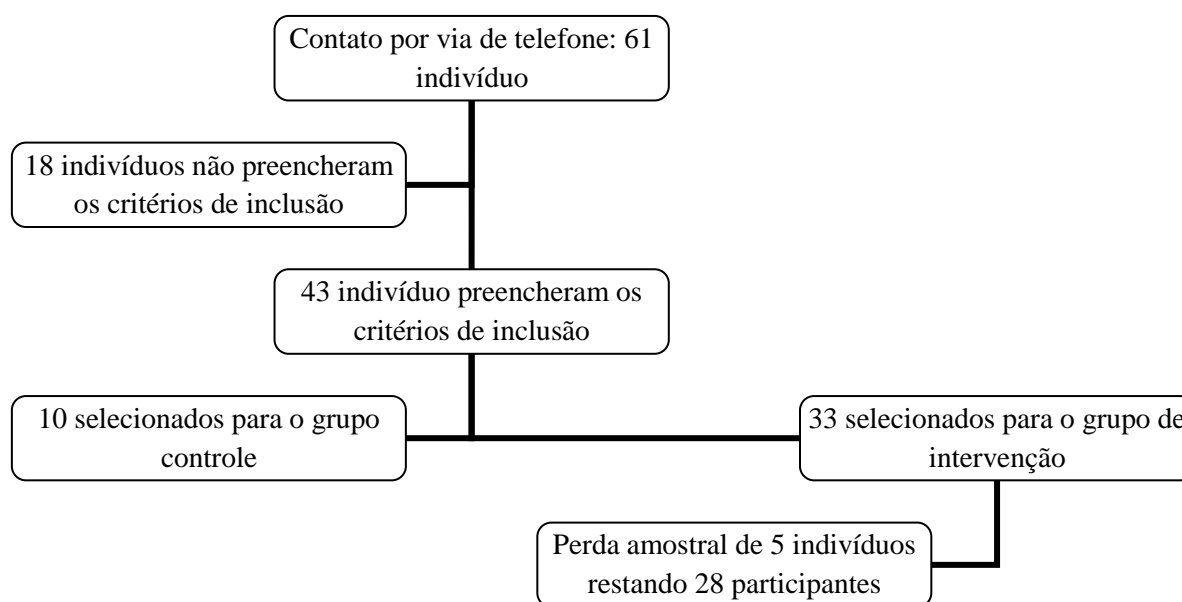 Contato por via de telefone: 61
indivíduo
18 indivíduos não preencheram
os critérios de inclusão
43 indivíduo preencheram os
critérios de inclusão
10 selecionados para o grupo
controle
33 selecionados para o grupo de
intervenção
Perda amostral de 5 indivíduos
restando 28 participantes